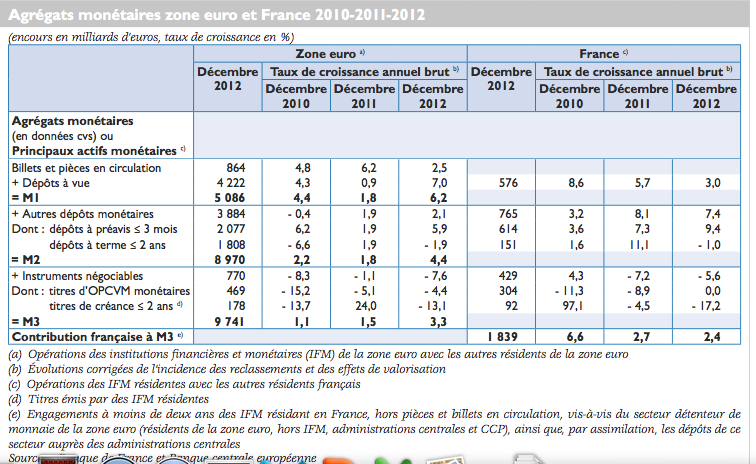 Agrégats monétaires zone euro et France 2010-2011-2012
(encours en milliards d'euros, taux de croissance en %)
Zone euro a) France c)
Décembre 2012 Taux de croissance annuel brut b) Décembre 2012 Taux de croissance annuel brut b)
Décembre 2010 Décembre 2011 Décembre 2012 Décembre 2010 Décembre 2011 Décembre 2012
Agrégats monétaires
(en données cvs) ou
Principaux actifs monétaires c)
Billets et pièces en circulation 864 4,8 6,2 2,5
+ Dépôts à vue 4 222 4,3 0,9 7,0 576 8,6 5,7 3,0
= M1 5 086 4,4 1,8 6,2
+ Autres dépôts monétaires 3 884 - 0,4 1,9 2,1 765 3,2 8,1 7,4
Dont : dépôts à préavis ≤ 3 mois 2 077 6,2 1,9 5,9 614 3,6 7,3 9,4
dépôts à terme ≤ 2 ans 1 808 - 6,6 1,9 - 1,9 151 1,6 11,1 - 1,0
= M2 8 970 2,2 1,8 4,4
+ Instruments négociables 770 - 8,3 - 1,1 - 7,6 429 4,3 - 7,2 - 5,6
Dont : titres d'OPCVM monétaires 469 - 15,2 - 5,1 - 4,4 304 - 11,3 - 8,9 0,0
titres de créance ≤ 2 ans d) 178 - 13,7 24,0 - 13,1 92 97,1 - 4,5 - 17,2
= M3 9 741 1,1 1,5 3,3
Contribution française à M3 e) 1 839 6,6 2,7 2,4
(a) Opérations des institutions financières et monétaires (IFM) de la zone euro avec les autres résidents de la zone euro
(b) Évolutions corrigées de l'incidence des reclassements et des effets de valorisation
(c) Opérations des IFM résidentes avec les autres résidents français
(d) Titres émis par des IFM résidentes
(e) Engagements à moins de deux ans des IFM résidant en France, hors pièces et billets en circulation, vis-à-vis du secteur détenteur de
monnaie de la zone euro (résidents de la zone euro, hors IFM, administrations centrales et CCP), ainsi que, par assimilation, les dépôts de ce
secteur auprès des administrations centrales
Banque de France et Banque centrale européenne